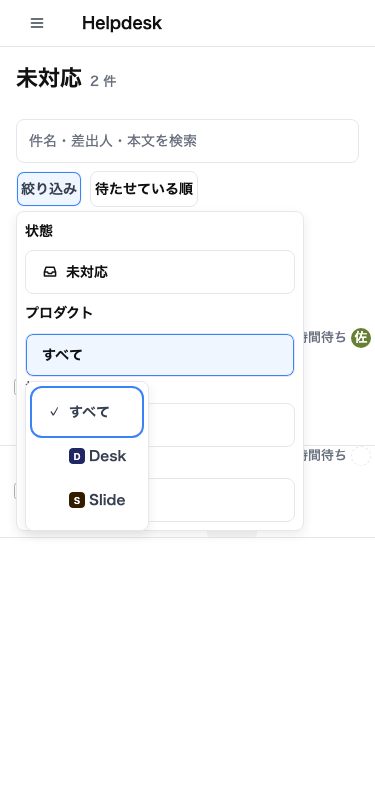 Helpdesk
未対応 2 件
件名・差出人・本文を検索
絞り込み 待たせている順
状態
未対応
プロダクト
すべて
時間待ち 佐
✓ すべて
時間待ち
D Desk
S Slide